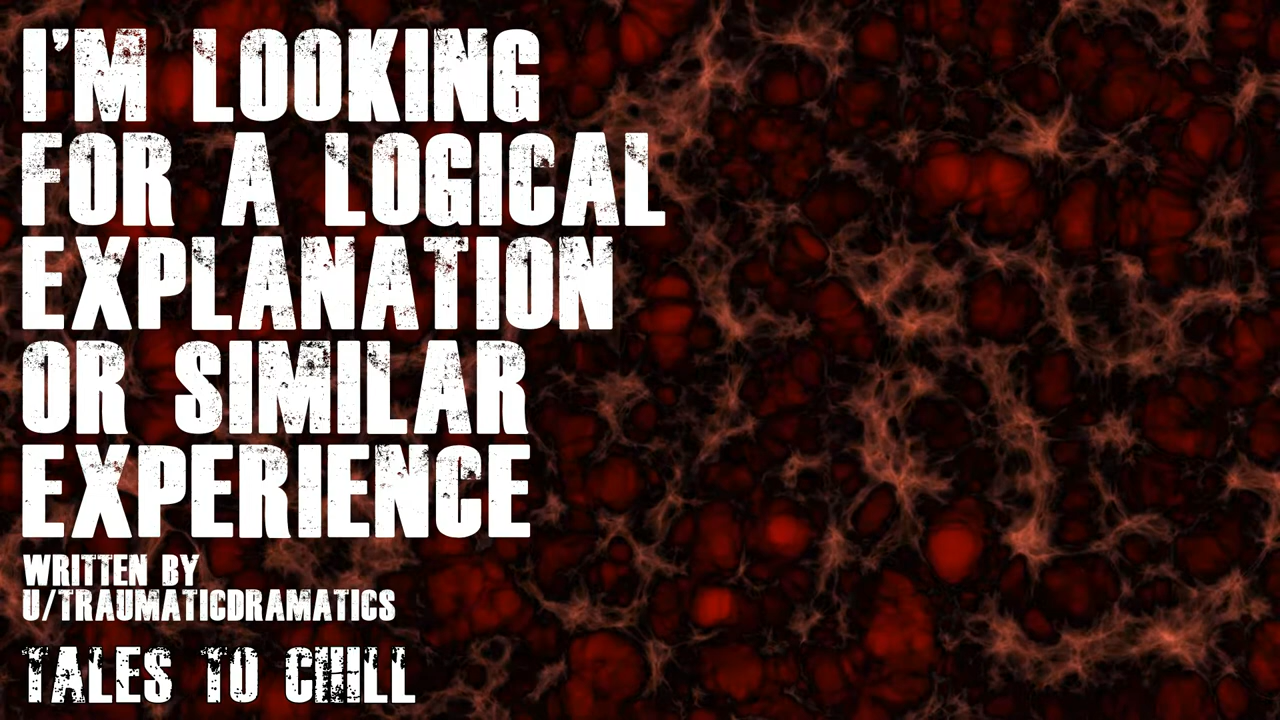 I'M LOOKING
FOR A LOGICAL
EXPLANATION
OR SIMILAR
EXPERIENCE
WRITTEN BY
U/TRAUMATICDRAMATICS
TALES TO CHILL